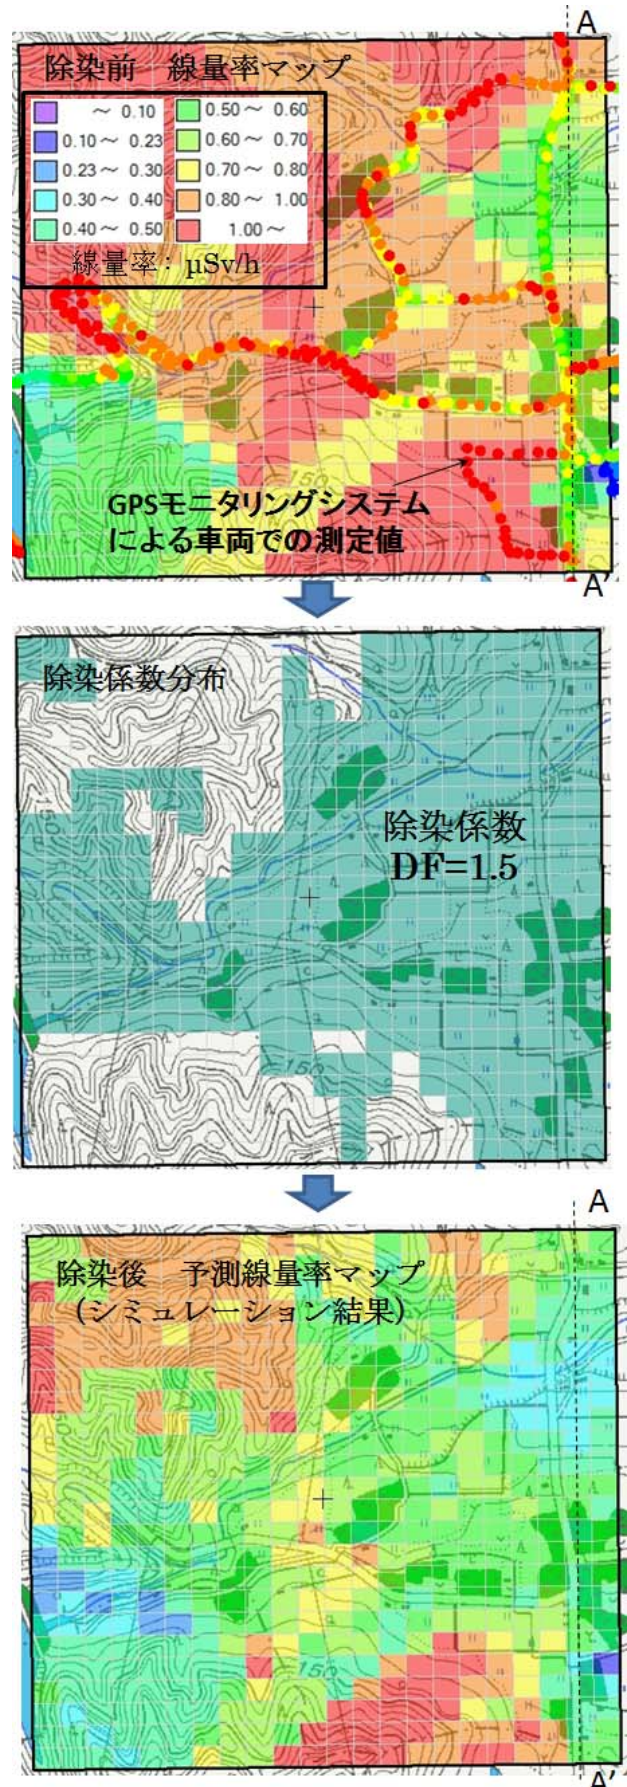 A
除染前 線量率マップ
～ 0.10
0.50～ 0.60
0.10～ 0.23
0.60～ 0.70
0.23～ 0.30
0.70～ 0.80
0.30～ 0.40
0.80～ 1.00
0.40～ 0.50
1.00～
線量率: μSv/h
150
GPSモニタリングシステム
による車両での測定値
A'
除染係数分布
150
除染係数
DF=1.5
150
A
除染後 予測線量率マップ
(シミュレーション結果)
150
150
A'